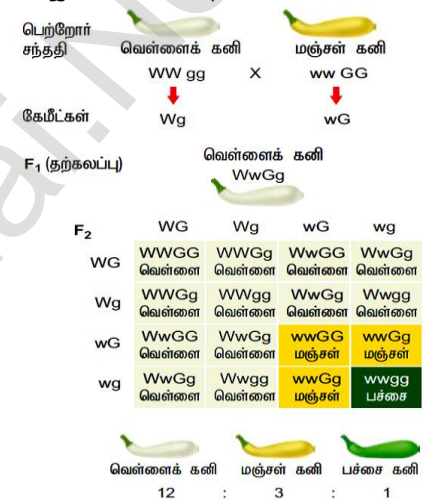 பெற்றோர்
சந்ததி
வெள்ளைக் கனி மஞ்சள் கனி
WW gg X ww GG
கேமீட்கள் Wg wG
F₁ (தற்கலப்பு) வெள்ளைக் கனி
WwGg
F₂ WG Wg wG wg
WG WWGG WWGg WwGG WwGg
வெள்ளை வெள்ளை வெள்ளை வெள்ளை
Wg WWGg WWgg WwGg Wwgg
வெள்ளை வெள்ளை வெள்ளை வெள்ளை
wG WwGG WwGg wwGG wwGg
வெள்ளை வெள்ளை மஞ்சள் மஞ்சள்
wg WwGg Wwgg wwGg wwgg
வெள்ளை வெள்ளை மஞ்சள் பச்சை
வெள்ளைக் கனி மஞ்சள் கனி பச்சை கனி
12 : 3 : 1